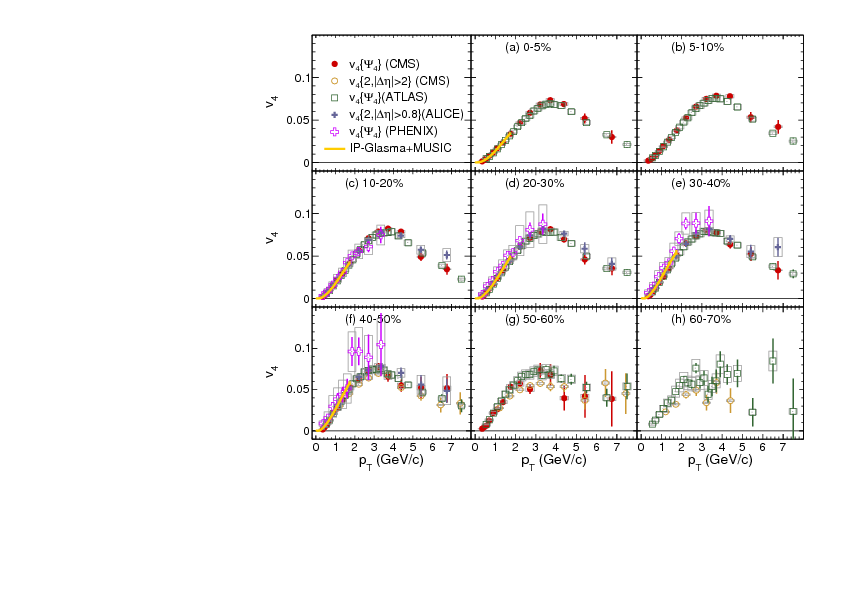 (a) 0-5%
(b) 5-10%
v4{Ψ4} (CMS)
v4{2,|Δη|>2} (CMS)
v4{Ψ4}(ATLAS)
v4{2,|Δη|>0.8}(ALICE)
v4{Ψ4} (PHENIX)
IP-Glasma+MUSIC
v4
0.1
0.05
0
(c) 10-20%
(d) 20-30%
(e) 30-40%
v4
0.1
0.05
0
(f) 40-50%
(g) 50-60%
(h) 60-70%
v4
0.1
0.05
0
0 1 2 3 4 5 6 7
0 1 2 3 4 5 6 7
0 1 2 3 4 5 6 7
pT (GeV/c)
pT (GeV/c)
pT (GeV/c)